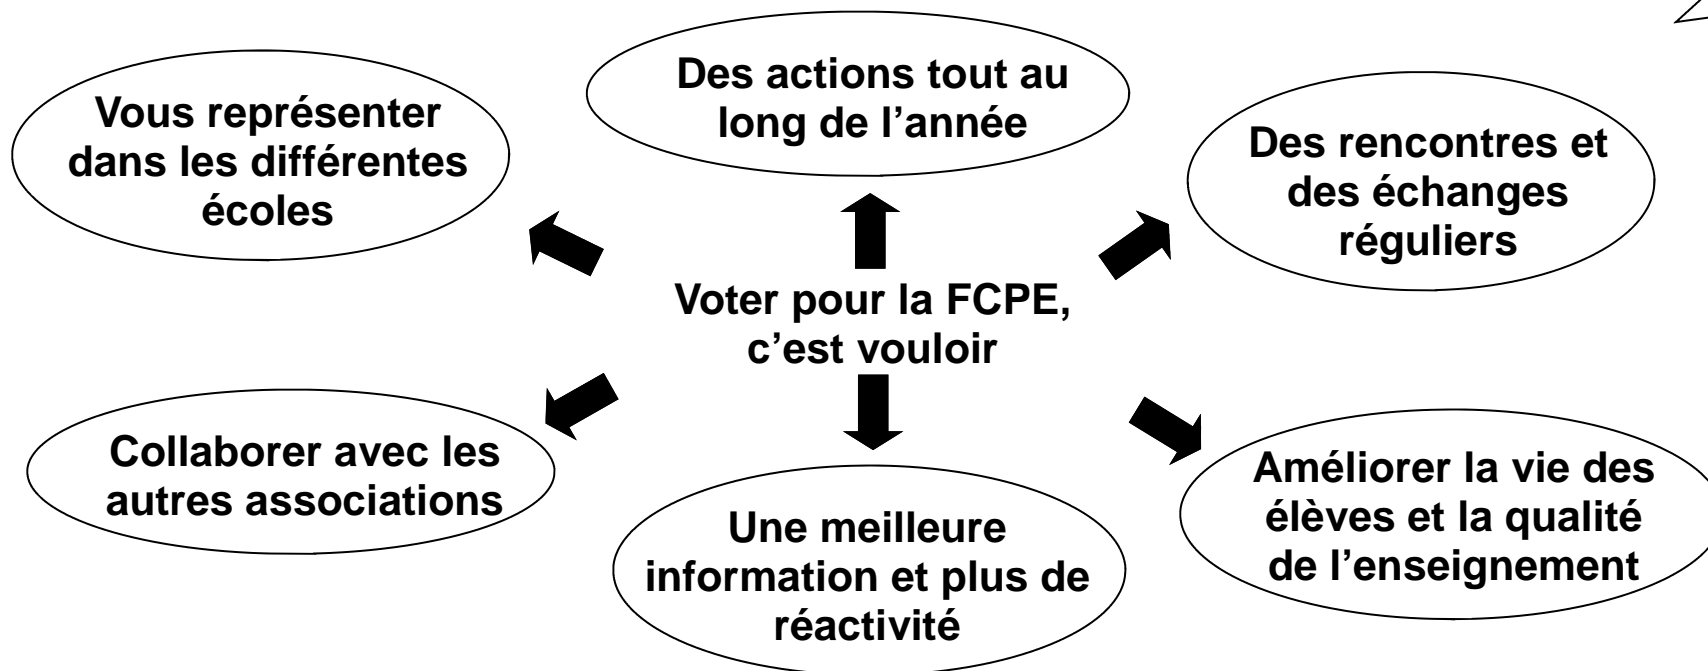 Vous représenter
dans les différentes
écoles
Des actions tout au
long de l’année
Des rencontres et
des échanges
réguliers
Voter pour la FCPE,
c’est vouloir
Collaborer avec les
autres associations
Une meilleure
information et plus de
réactivité
Améliorer la vie des
élèves et la qualité
de l’enseignement